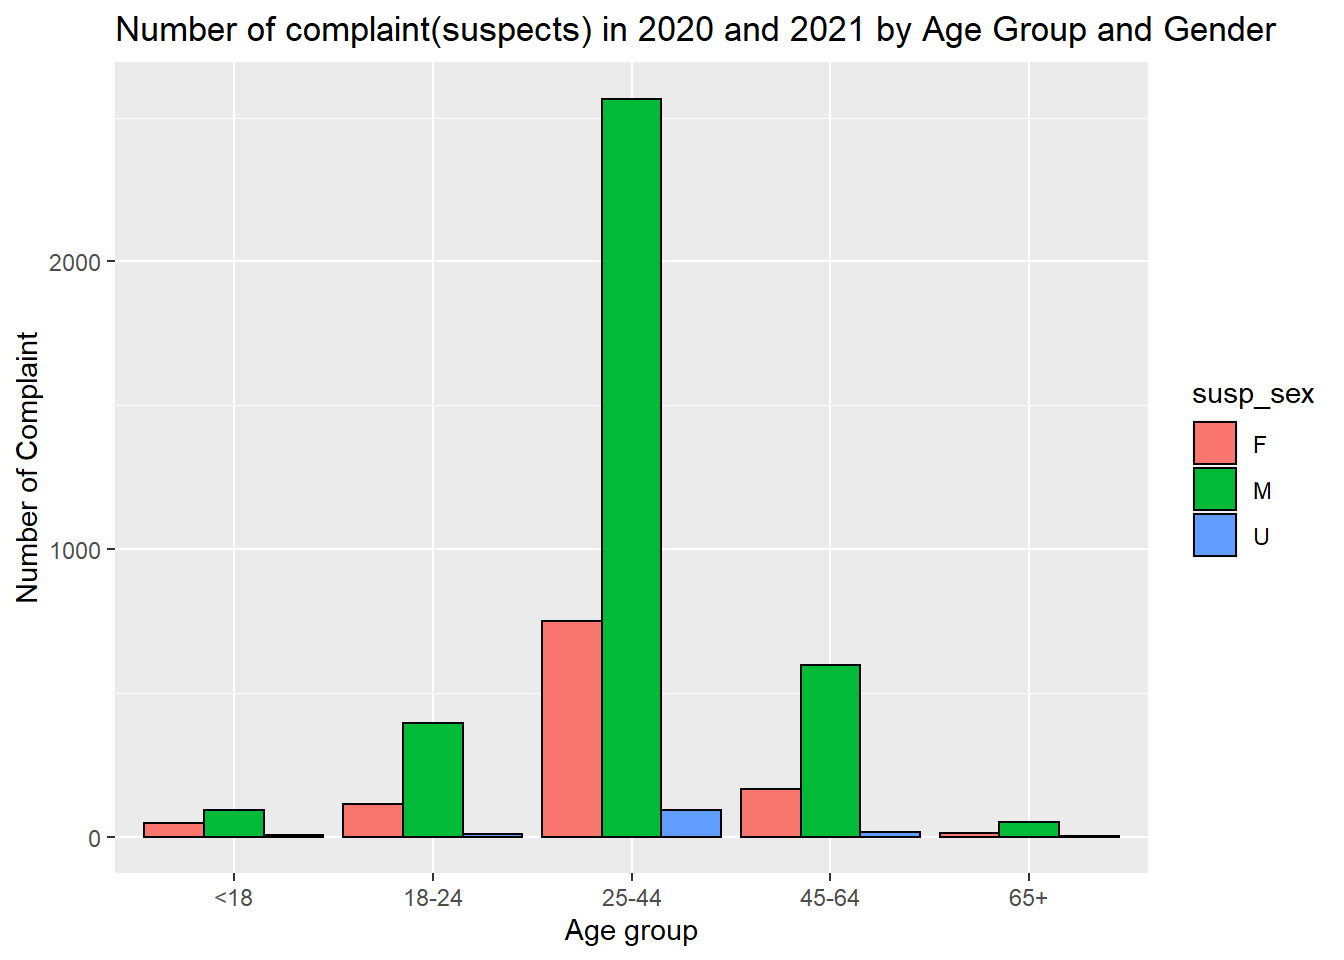 Number of complaint(suspects) in 2020 and 2021 by Age Group and Gender
Number of Complaint
2000
1000
0
<18
18-24
25-44
45-64
65+
Age group
susp_sex
F
M
U